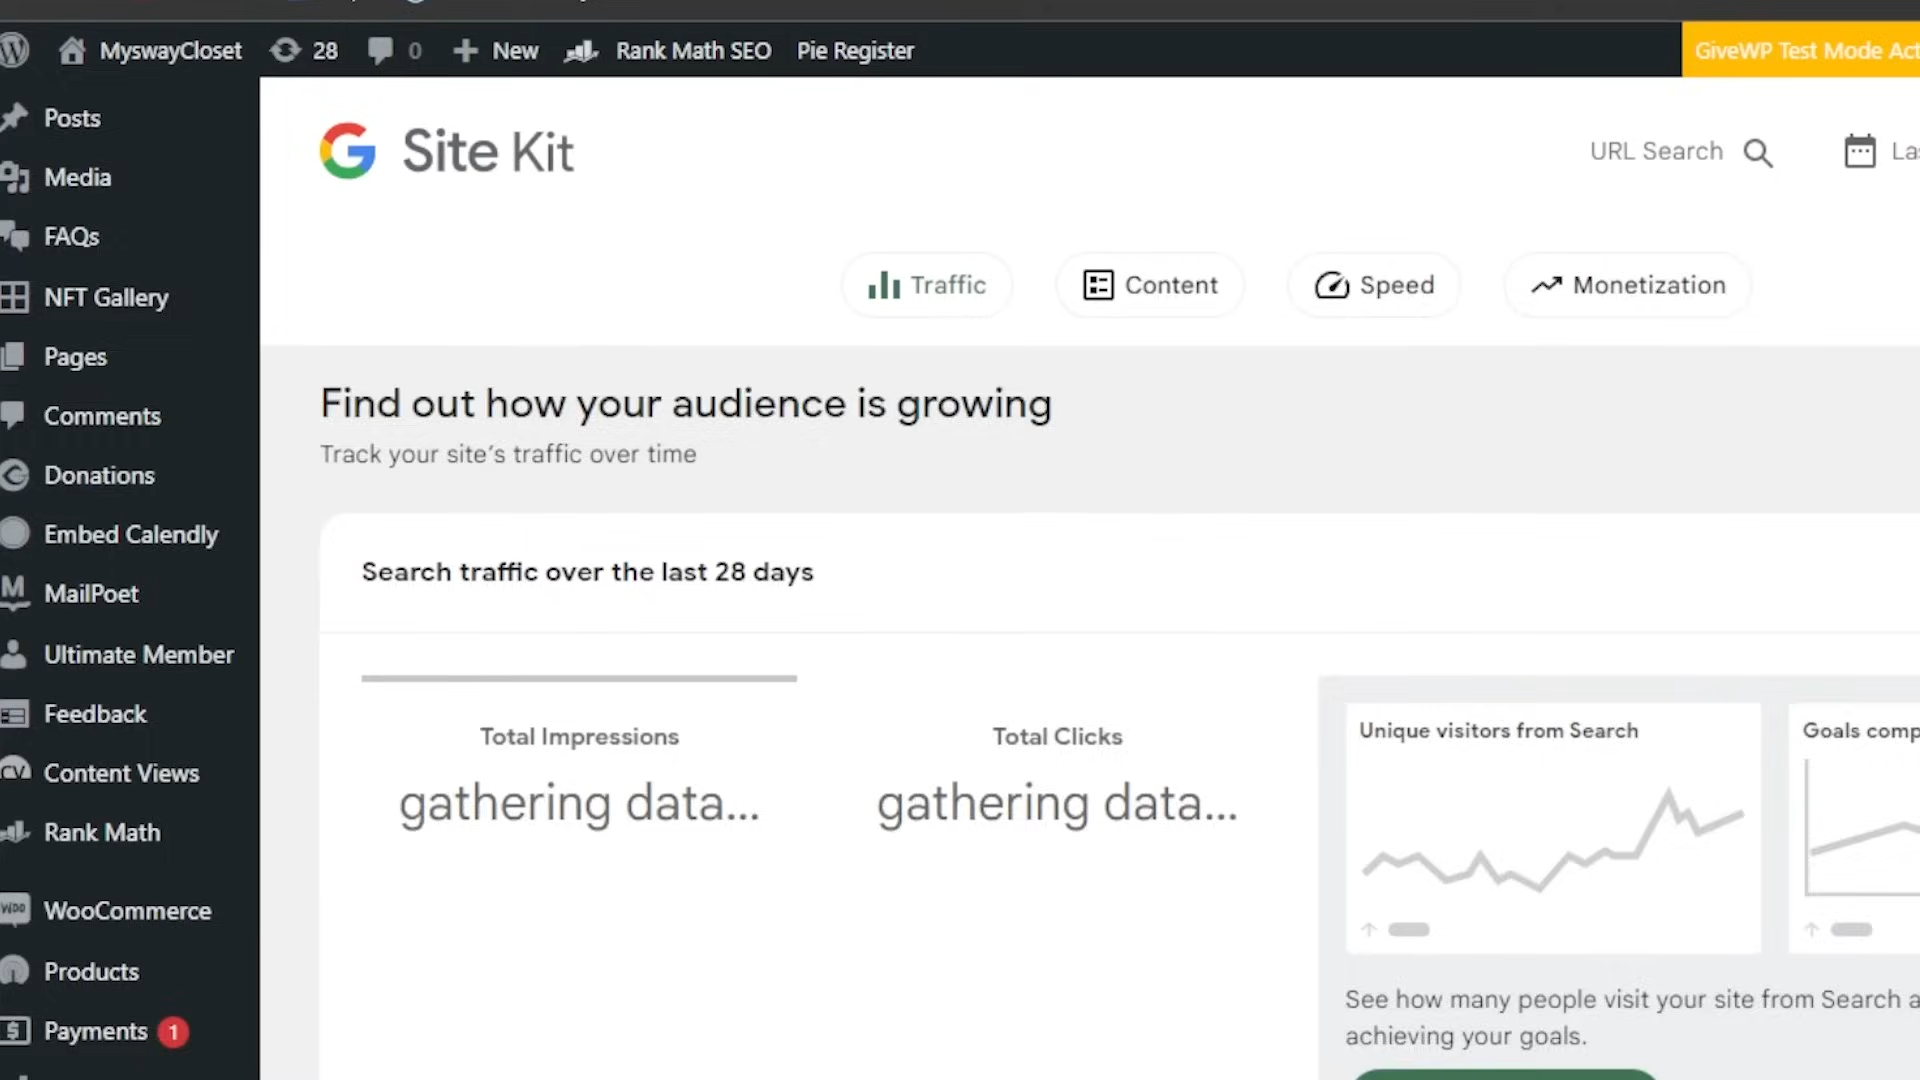 MyswayCloset 28 0 New Rank Math SEO Pie Register GiveWP Test Mode Act
Posts
Media
FAQs
NFT Gallery
Pages
Comments
Donations
Embed Calendly
MailPoet
Ultimate Member
Feedback
Content Views
Rank Math
WooCommerce
Products
Payments 1
Site Kit
URL Search
Las
Traffic
Content
Speed
Monetization
Find out how your audience is growing
Track your site's traffic over time
Search traffic over the last 28 days
Total Impressions
gathering data...
Total Clicks
gathering data...
Unique visitors from Search
Goals comp
See how many people visit your site from Search a
achieving your goals.